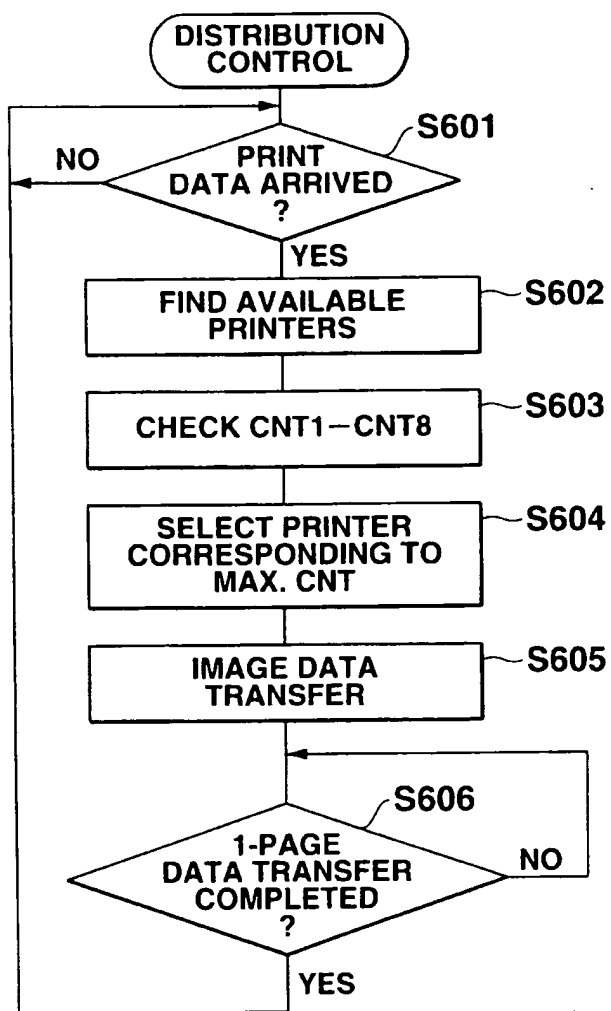 DISTRIBUTION
CONTROL
S601
NO
PRINT
DATA ARRIVED
?
YES
FIND AVAILABLE
PRINTERS
S602
CHECK CNT1–CNT8
S603
SELECT PRINTER
CORRESPONDING TO
MAX. CNT
S604
IMAGE DATA
TRANSFER
S605
S606
1-PAGE
DATA TRANSFER
COMPLETED
?
NO
YES